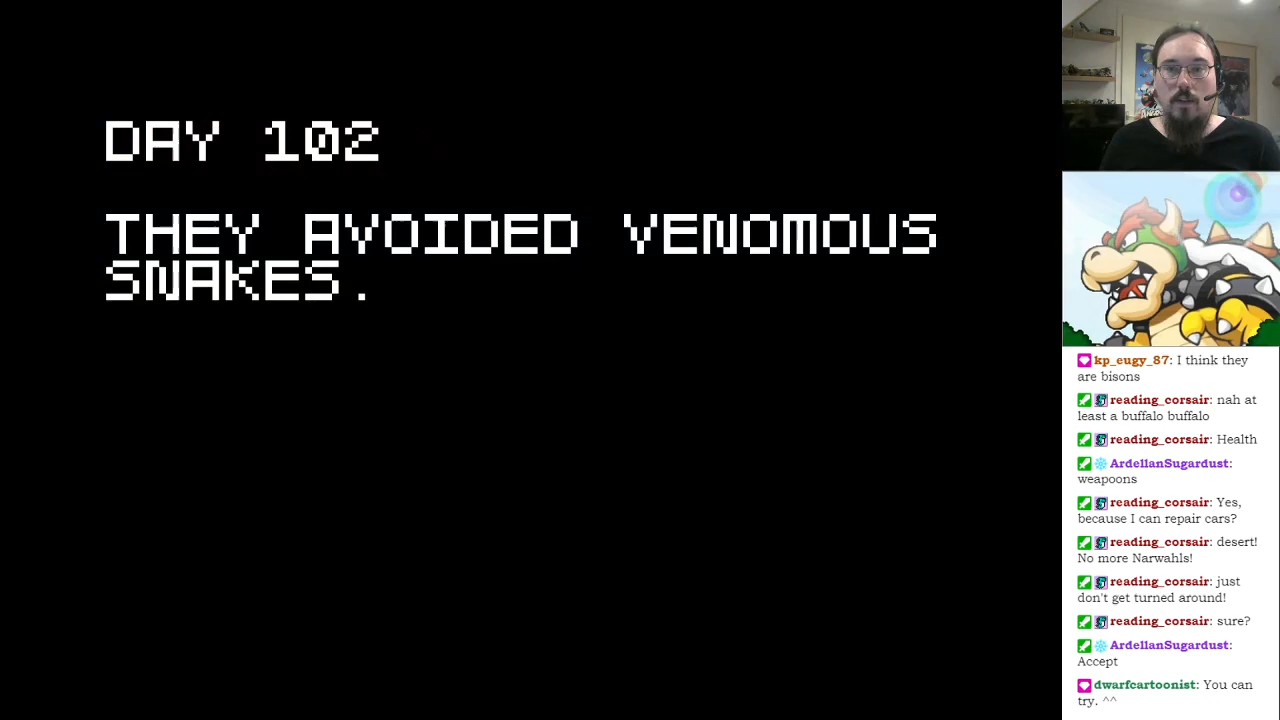 DAY 102
THEY AVOIDED VENOMOUS
SNAKES.
kp_eugy_87: I think they
are bisons
reading_corsair: nah at
least a buffalo buffalo
reading_corsair: Health
ArdellanSugardust:
weapoons
reading_corsair: Yes,
because I can repair cars?
reading_corsair: desert!
No more Narwahls!
reading_corsair: just
don't get turned around!
reading_corsair: sure?
ArdellanSugardust:
Accept
dwarfcartoonist: You can
try. ^^